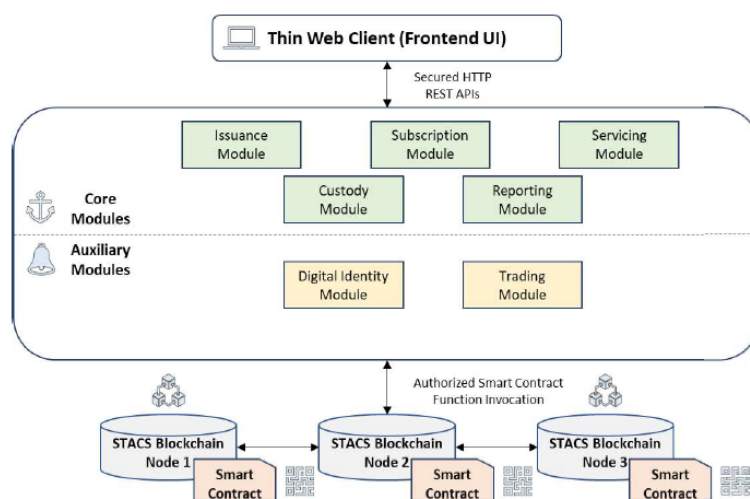 Thin Web Client (Frontend UI)
Secured HTTP
REST APIs
Issuance
Module
Subscription
Module
Servicing
Module
Custody
Module
Reporting
Module
Core
Modules
Auxiliary
Modules
Digital Identity
Module
Trading
Module
Authorized Smart Contract
Function Invocation
STACS Blockchain
Node 1
STACS Blockchain
Node 2
STACS Blockchain
Node 3
Smart
Contract
Smart
Contract
Smart
Contract